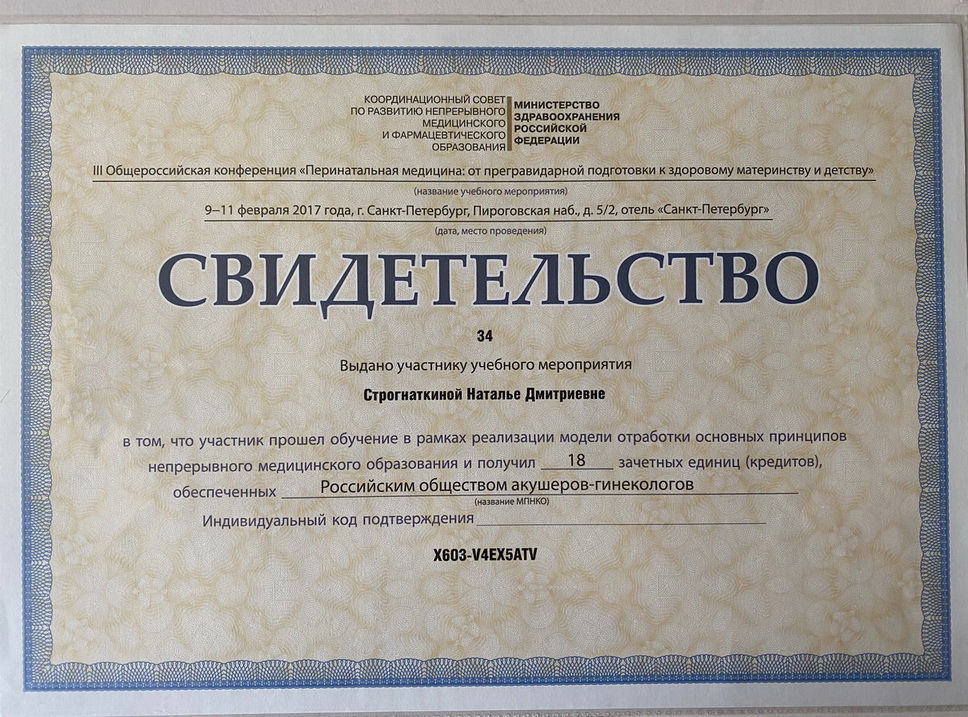 КООРДИНАЦИОННЫЙ СОВЕТ
ПО РАЗВИТИЮ НЕПРЕРЫВНОГО
МЕДИЦИНСКОГО
И ФАРМАЦЕВТИЧЕСКОГО
ОБРАЗОВАНИЯ
МИНИСТЕРСТВО
ЗДРАВООХРАНЕНИЯ
РОССИЙСКОЙ
ФЕДЕРАЦИИ
III Общероссийская конференция «Перинатальная медицина: от прегравидарной подготовки к здоровому материнству и детству»
(название учебного мероприятия)
9–11 февраля 2017 года, г. Санкт-Петербург, Пироговская наб., д. 5/2, отель «Санкт-Петербург»
(дата, место проведения)
СВИДЕТЕЛЬСТВО
34
Выдано участнику учебного мероприятия
Строгнаткиной Наталье Дмитриевне
в том, что участник прошел обучение в рамках реализации модели отработки основных принципов
непрерывного медицинского образования и получил 18 зачетных единиц (кредитов),
обеспеченных Российским обществом акушеров-гинекологов
(название МПНКО)
Индивидуальный код подтверждения
X603-V4EX5ATV